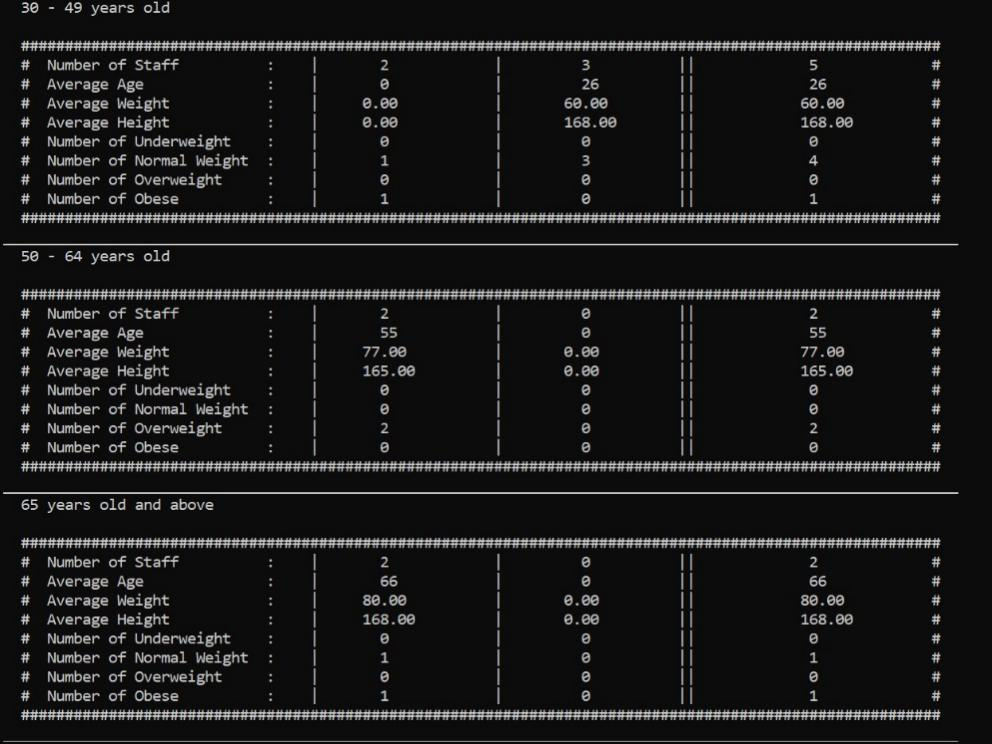 30 - 49 years old
#########################################################################################################
#  Number of Staff          :    |       2            |         3          ||             5             #
#  Average Age              :    |       0            |         26         ||             26            #
#  Average Weight           :    |     0.00           |       60.00        ||            60.00          #
#  Average Height           :    |     0.00           |       168.00       ||            168.00         #
#  Number of Underweight    :    |       0            |         0          ||             0             #
#  Number of Normal Weight  :    |       1            |         3          ||             4             #
#  Number of Overweight     :    |       0            |         0          ||             0             #
#  Number of Obese          :    |       1            |         0          ||             1             #
#########################################################################################################
50 - 64 years old
#########################################################################################################
#  Number of Staff          :    |       2            |         0          ||             2             #
#  Average Age              :    |       55           |         0          ||             55            #
#  Average Weight           :    |     77.00          |       0.00         ||            77.00          #
#  Average Height           :    |     165.00         |       0.00         ||            165.00         #
#  Number of Underweight    :    |       0            |         0          ||             0             #
#  Number of Normal Weight  :    |       0            |         0          ||             0             #
#  Number of Overweight     :    |       2            |         0          ||             2             #
#  Number of Obese          :    |       0            |         0          ||             0             #
#########################################################################################################
65 years old and above
#########################################################################################################
#  Number of Staff          :    |       2            |         0          ||             2             #
#  Average Age              :    |       66           |         0          ||             66            #
#  Average Weight           :    |     80.00          |       0.00         ||            80.00          #
#  Average Height           :    |     168.00         |       0.00         ||            168.00         #
#  Number of Underweight    :    |       0            |         0          ||             0             #
#  Number of Normal Weight  :    |       1            |         0          ||             1             #
#  Number of Overweight     :    |       0            |         0          ||             0             #
#  Number of Obese          :    |       1            |         0          ||             1             #
#########################################################################################################